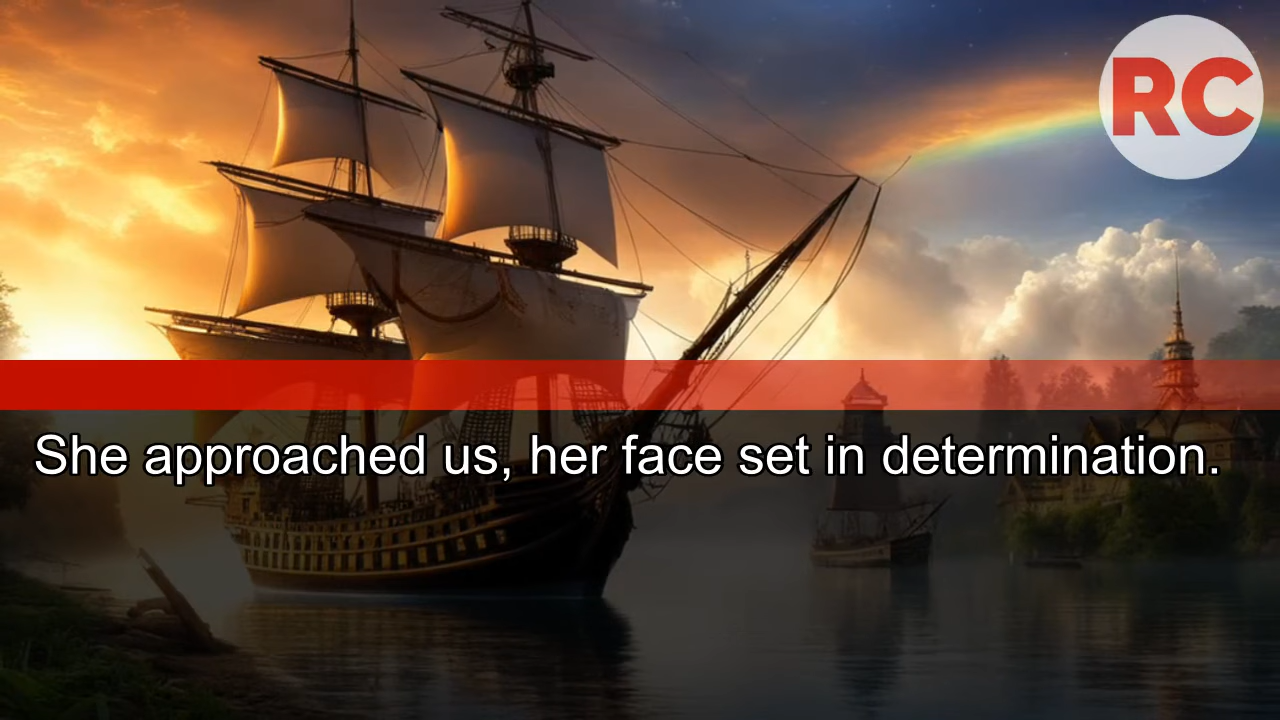 RC
She approached us, her face set in determination.